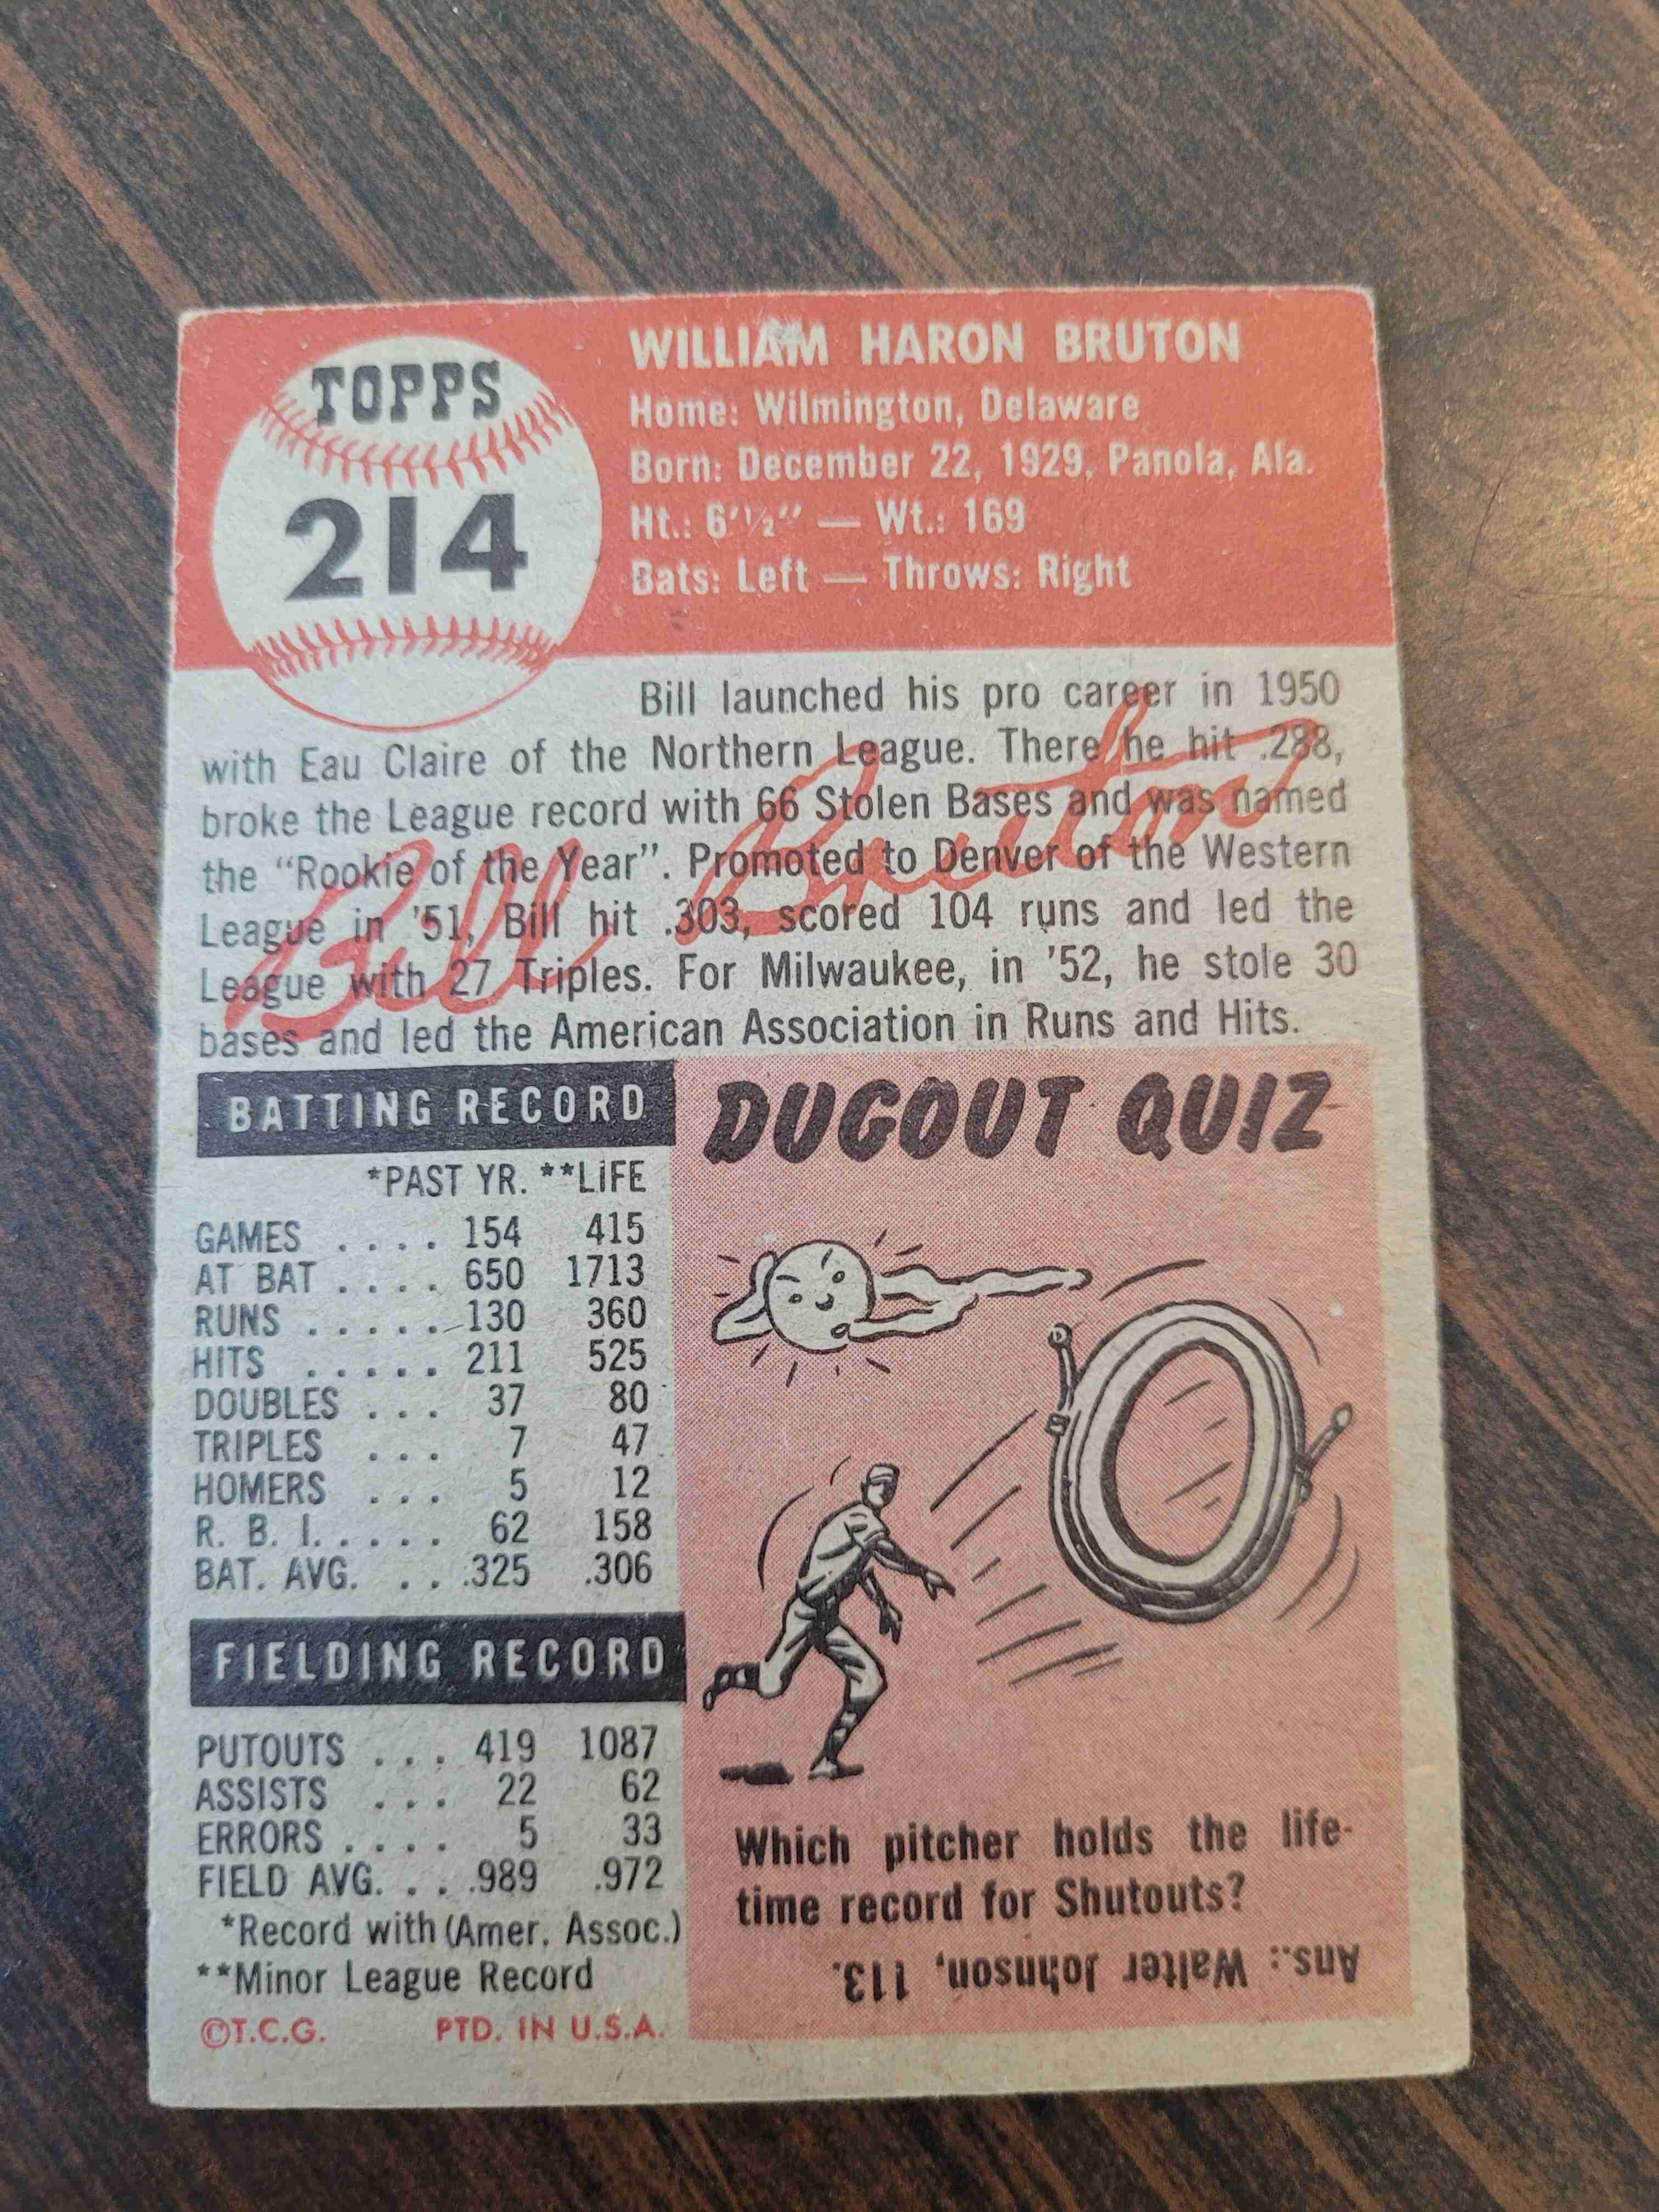 TOPPS
214
WILLIAM HARON BRUTON
Home: Wilmington, Delaware
Born: December 22, 1929, Panola, Ala.
Ht.: 6'½" — Wt.: 169
Bats: Left — Throws: Right
Bill launched his pro career in 1950
with Eau Claire of the Northern League. There he hit .288,
broke the League record with 66 Stolen Bases and was named
the "Rookie of the Year". Promoted to Denver of the Western
League in '51, Bill hit .303, scored 104 runs and led the
League with 27 Triples. For Milwaukee, in '52, he stole 30
bases and led the American Association in Runs and Hits.
Bill Bruton
BATTING RECORD
*PAST YR. **LIFE
GAMES . . . . 154 415
AT BAT . . . . 650 1713
RUNS . . . . . 130 360
HITS . . . . . 211 525
DOUBLES . . . 37 80
TRIPLES . . . 7 47
HOMERS . . . 5 12
R. B. I. . . . . 62 158
BAT. AVG. . . .325 .306
FIELDING RECORD
PUTOUTS . . . 419 1087
ASSISTS . . . 22 62
ERRORS . . . . 5 33
FIELD AVG. . . .989 .972
*Record with (Amer. Assoc.)
**Minor League Record
©T.C.G. PTD. IN U.S.A.
DUGOUT QUIZ
Which pitcher holds the life-
time record for Shutouts?
Ans.: Walter Johnson, 113.